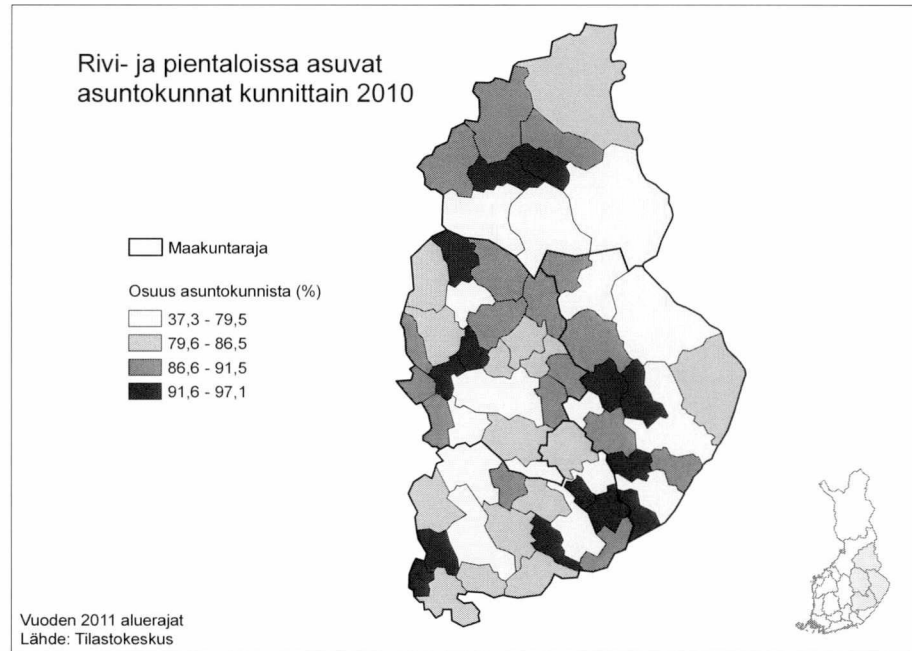 Rivi- ja pientaloissa asuvat
asuntokunnat kunnittain 2010
Maakuntaraja
Osuus asuntokunnista (%)
37,3 - 79,5
79,6 - 86,5
86,6 - 91,5
91,6 - 97,1
Vuoden 2011 aluerajat
Lähde: Tilastokeskus